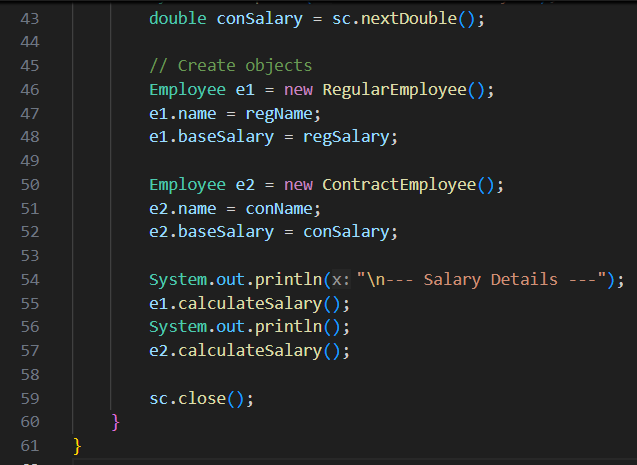 43 double conSalary = sc.nextDouble();
44
45 // Create objects
46 Employee e1 = new RegularEmployee();
47 e1.name = regName;
48 e1.baseSalary = regSalary;
49
50 Employee e2 = new ContractEmployee();
51 e2.name = conName;
52 e2.baseSalary = conSalary;
53
54 System.out.println(x: "\n--- Salary Details ---");
55 e1.calculateSalary();
56 System.out.println();
57 e2.calculateSalary();
58
59 sc.close();
60 }
61 }